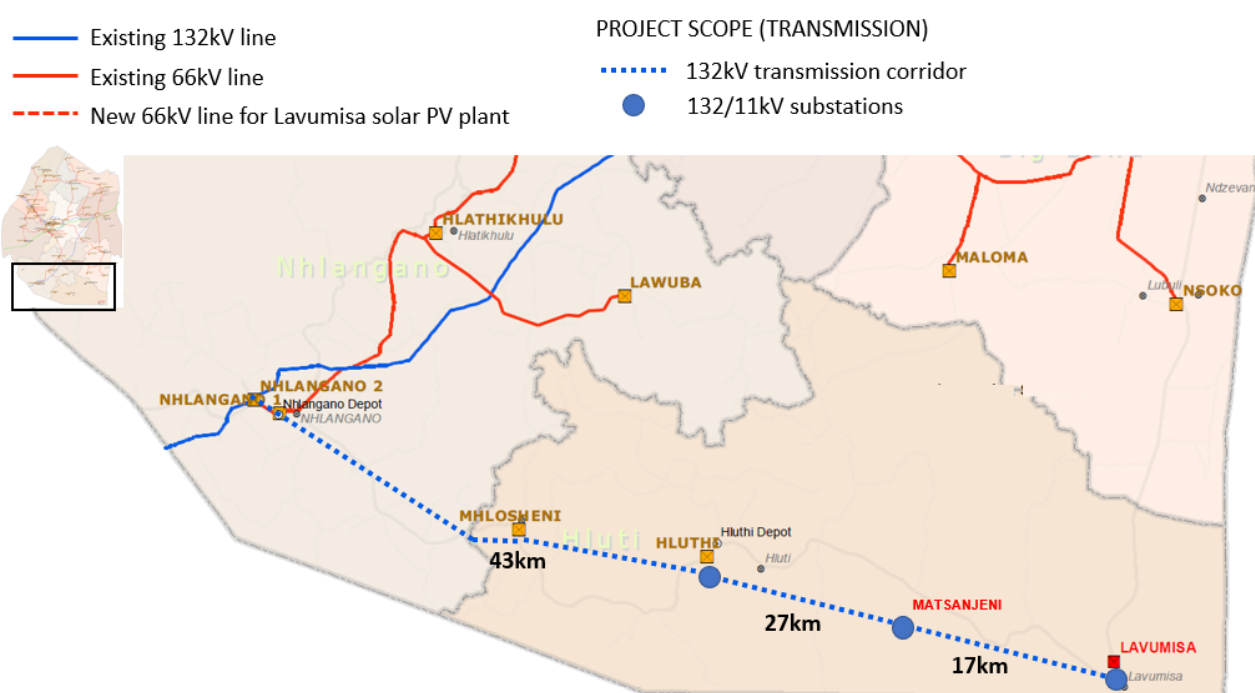 Existing 132kV line
Existing 66kV line
New 66kV line for Lavumisa solar PV plant
PROJECT SCOPE (TRANSMISSION)
132kV transmission corridor
132/11kV substations
Ndzevan
HLATHIKHULU
Hlatikhulu
Nhlangano
MALOMA
LAWUBA
Lubuli
NSOKO
NHLANGANO 2
NHLANGANO 1
Nhlangano Depot
NHLANGANO
MHLOSHENI
Hluti
HLUTHI
Hluthi Depot
Hluti
43km
27km
MATSANJENI
17km
LAVUMISA
Lavumisa